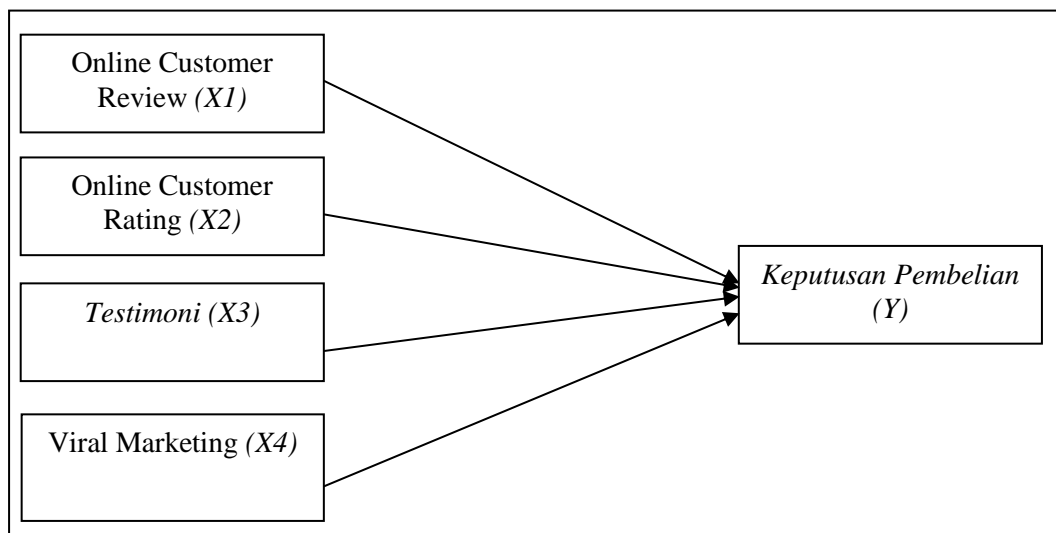 Online Customer
Review (X1)
Online Customer
Rating (X2)
Testimoni (X3)
Viral Marketing (X4)
Keputusan Pembelian
(Y)